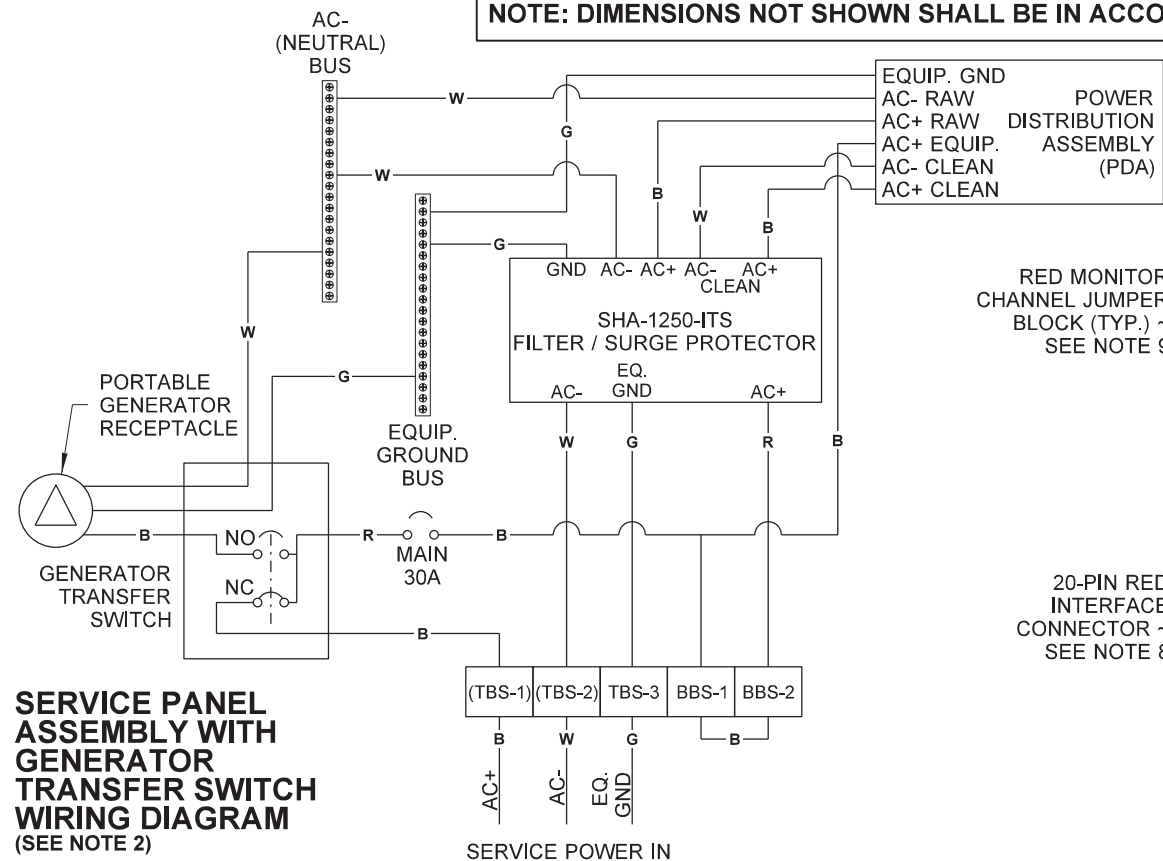 NOTE: DIMENSIONS NOT SHOWN SHALL BE IN ACCO
AC-
(NEUTRAL)
BUS
EQUIP. GND
AC- RAW
AC+ RAW
AC+ EQUIP.
AC- CLEAN
AC+ CLEAN
POWER
DISTRIBUTION
ASSEMBLY
(PDA)
W
G
W
B
W
B
G
GND AC- AC+ AC- AC+
CLEAN
SHA-1250-ITS
FILTER / SURGE PROTECTOR
EQ.
GND
AC-
AC+
RED MONITOR
CHANNEL JUMPER
BLOCK (TYP.) ~
SEE NOTE 9
W
G
PORTABLE
GENERATOR
RECEPTACLE
EQUIP.
GROUND
BUS
W
G
R
B
B
NO
R
MAIN
30A
B
NC
GENERATOR
TRANSFER
SWITCH
B
20-PIN RED
INTERFACE
CONNECTOR ~
SEE NOTE 8
(TBS-1) (TBS-2) TBS-3 BBS-1 BBS-2
B
W
G
B
AC+
AC-
EQ.
GND
SERVICE POWER IN
SERVICE PANEL
ASSEMBLY WITH
GENERATOR
TRANSFER SWITCH
WIRING DIAGRAM
(SEE NOTE 2)